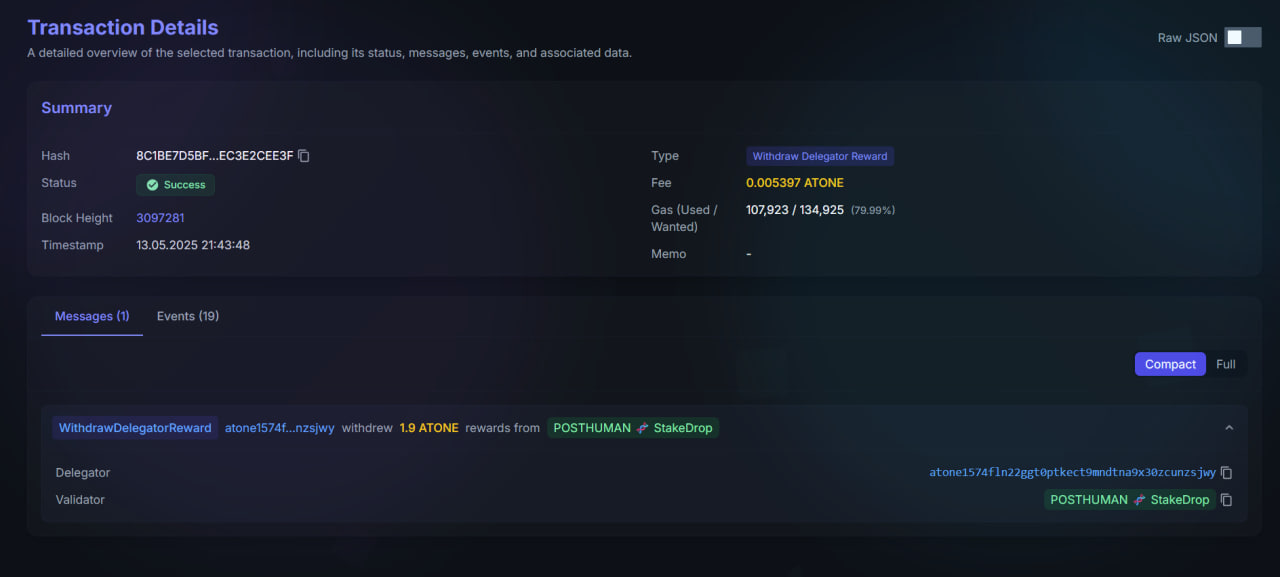 Transaction Details
A detailed overview of the selected transaction, including its status, messages, events, and associated data.
Raw JSON
Summary
Hash 8C1BE7D5BF...EC3E2CEE3F
Status Success
Block Height 3097281
Timestamp 13.05.2025 21:43:48
Type Withdraw Delegator Reward
Fee 0.005397 ATONE
Gas (Used / Wanted) 107,923 / 134,925 (79.99%)
Memo -
Messages (1) Events (19)
Compact Full
WithdrawDelegatorReward atone1574f...nzsjwy withdrew 1.9 ATONE rewards from POSTHUMAN 🧬 StakeDrop
Delegator atone1574fln22ggt0ptkect9mndtna9x30zcunzsjwy
Validator POSTHUMAN 🧬 StakeDrop